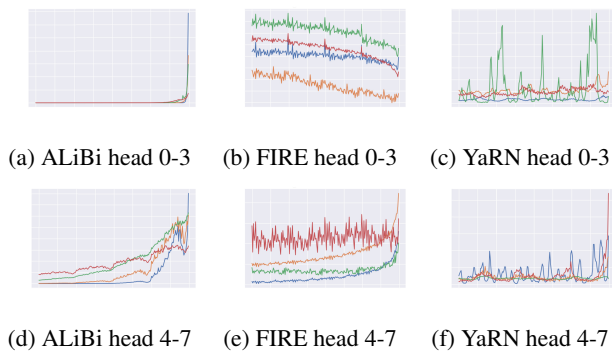 (a) ALiBi head 0-3 (b) FIRE head 0-3 (c) YaRN head 0-3
(d) ALiBi head 4-7 (e) FIRE head 4-7 (f) YaRN head 4-7